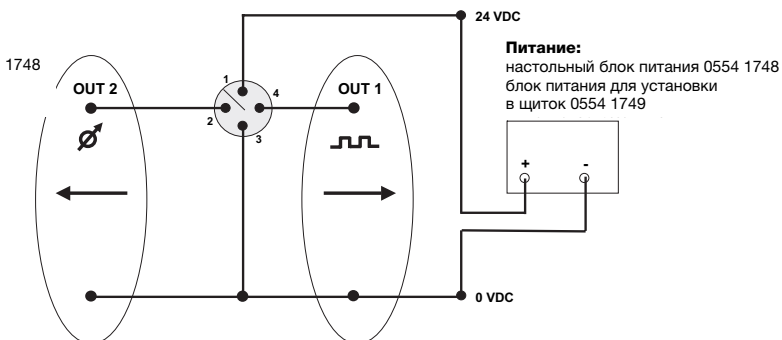 24 VDC
Питание:
настольный блок питания 0554 1748
блок питания для установки
в щиток 0554 1749
1748
OUT 2
1
4
OUT 1
2
3
+
-
0 VDC